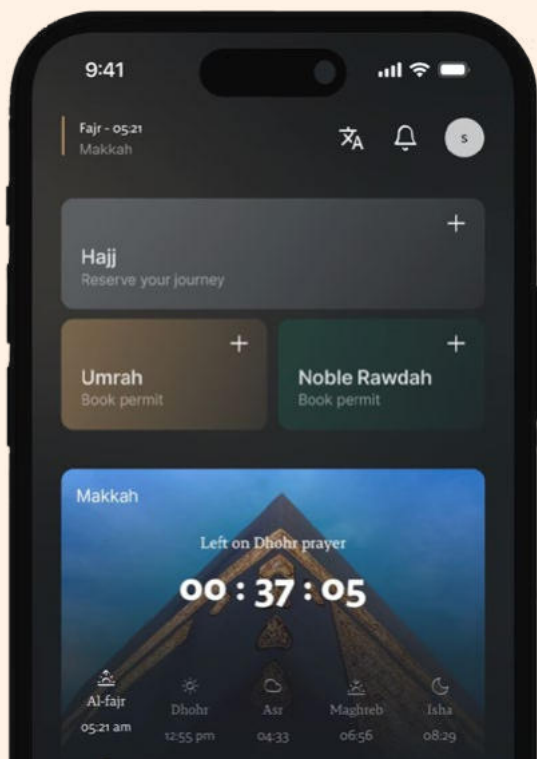 9:41
Fajr - 05:21
Makkah
s
Hajj
Reserve your journey
Umrah
Book permit
Noble Rawdah
Book permit
Makkah
Left on Dhohr prayer
00 : 37 : 05
Al-fajr
05:21 am
Dhohr
12:55 pm
Asr
04:33
Maghreb
06:56
Isha
08:29